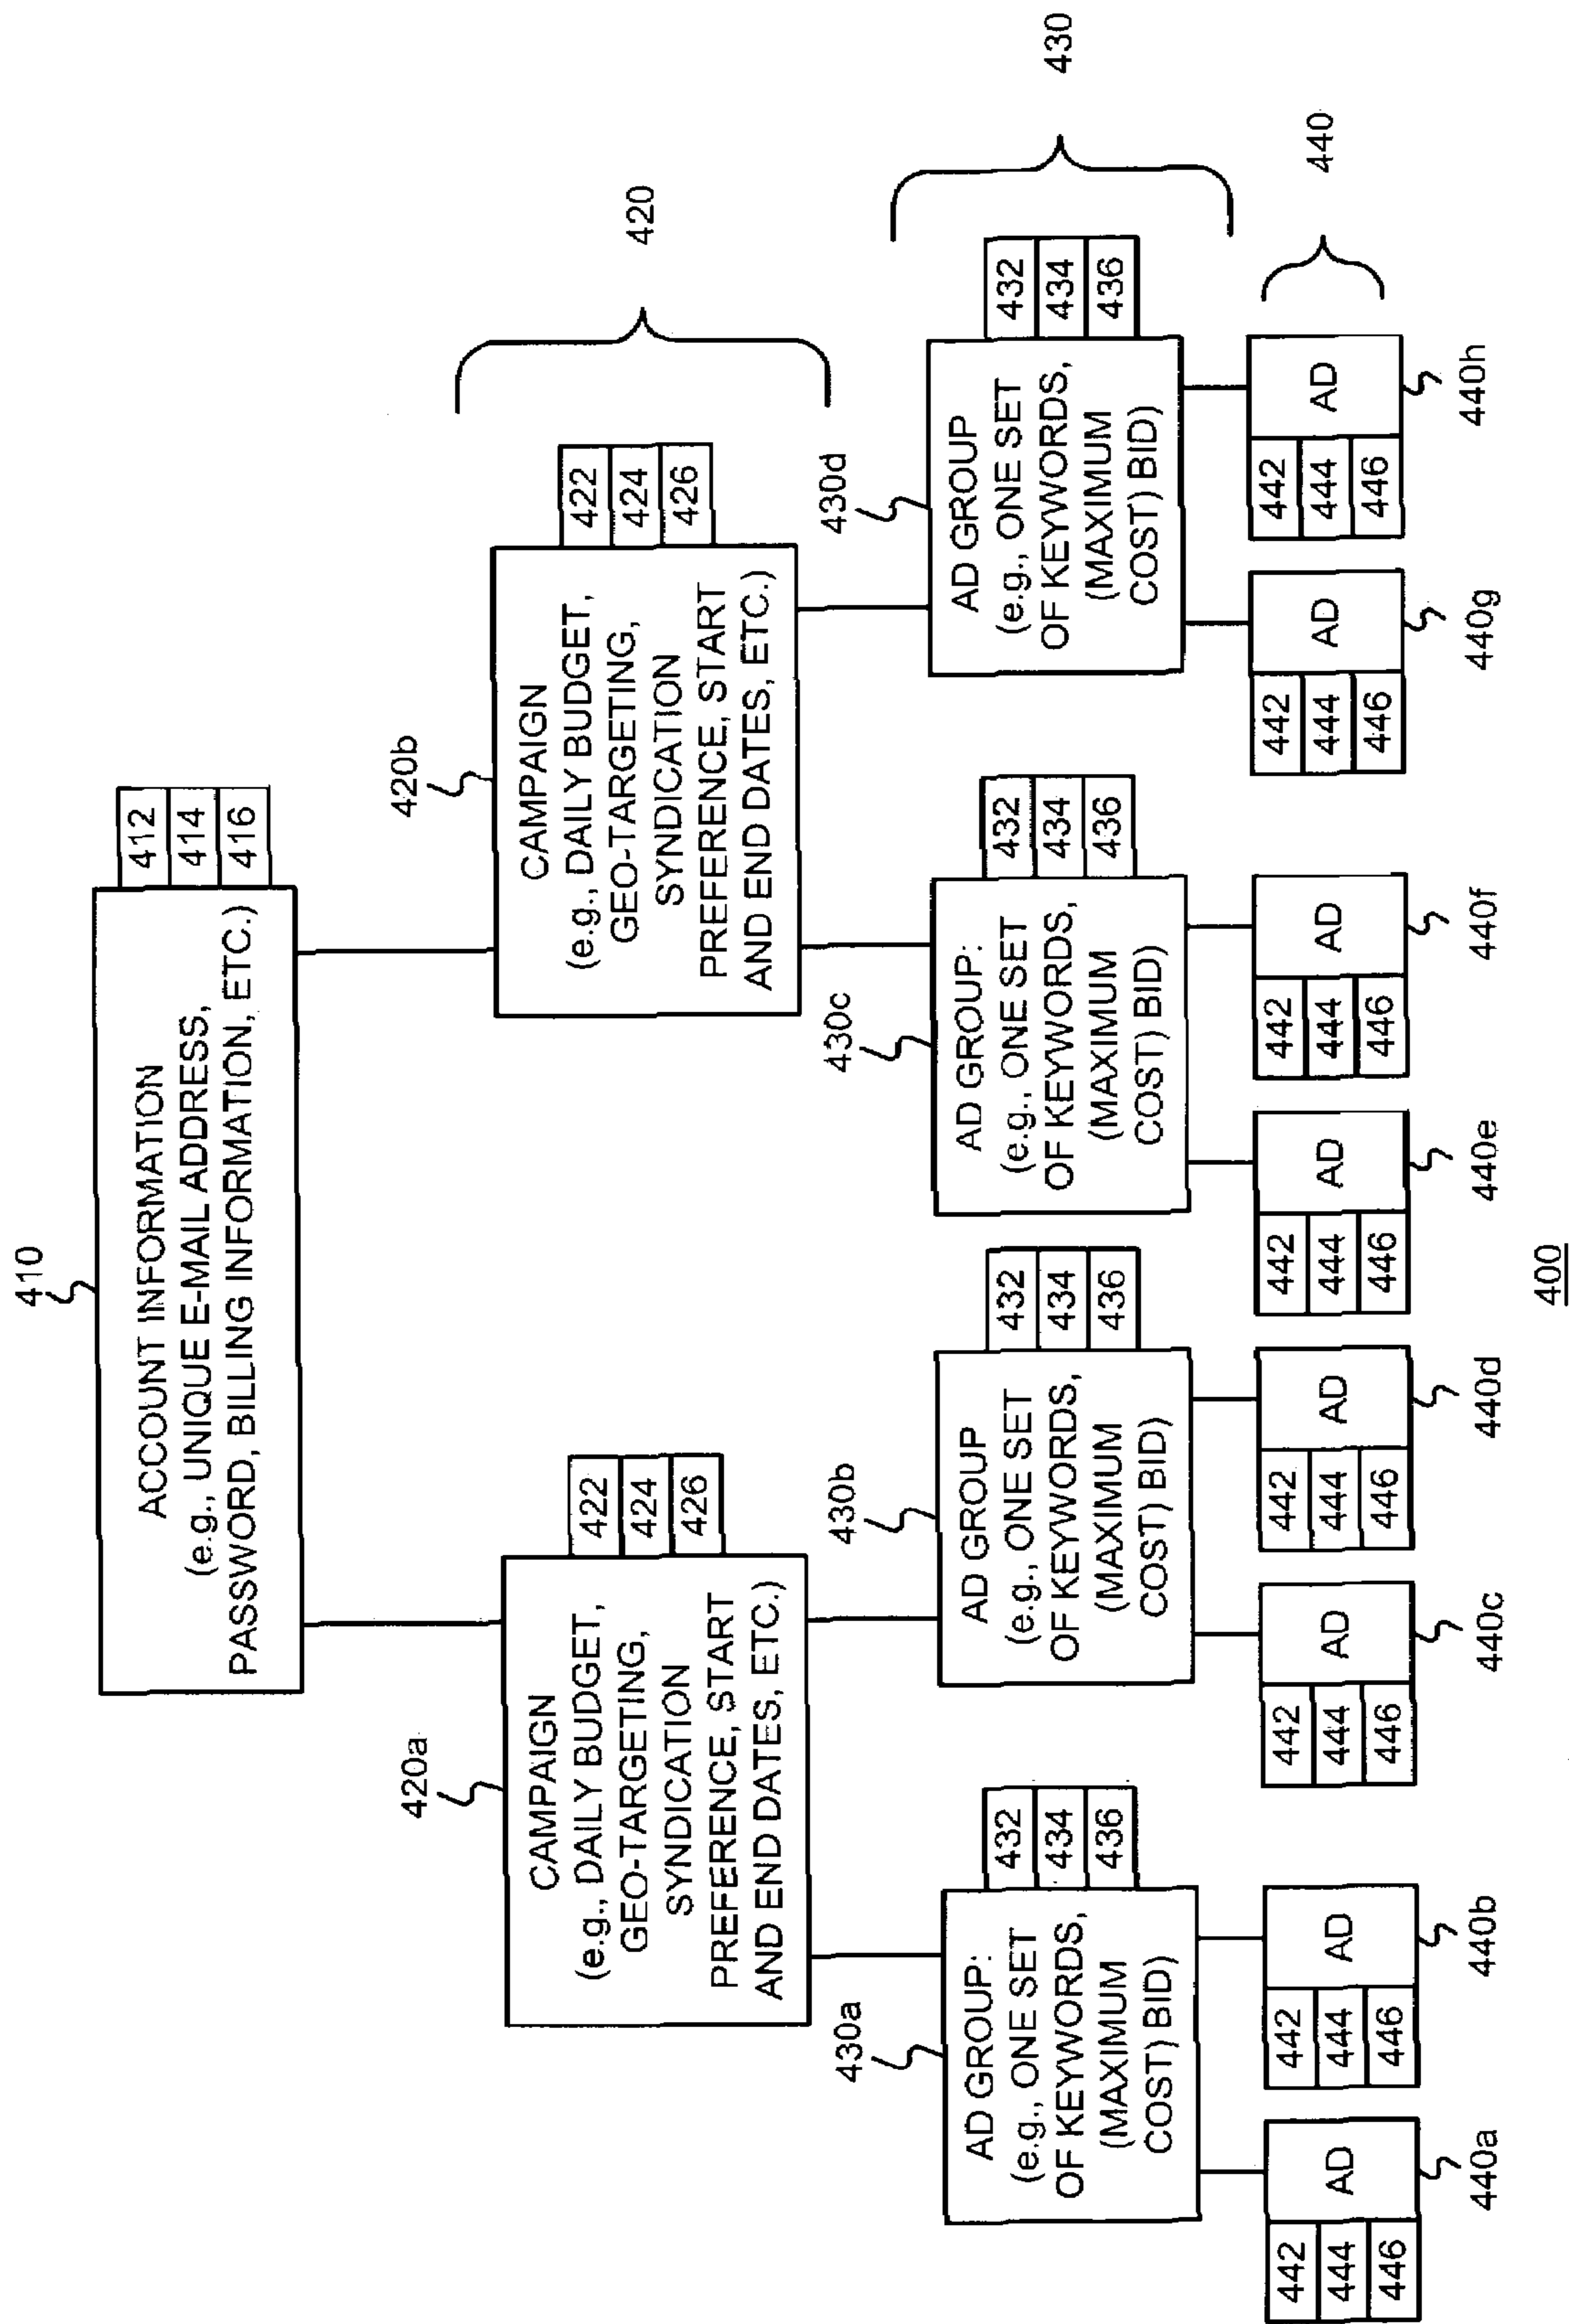 410
ACCOUNT INFORMATION
(e.g., UNIQUE E-MAIL ADDRESS,
PASSWORD, BILLING INFORMATION, ETC.)
412
414
416
420a
CAMPAIGN
(e.g., DAILY BUDGET,
GEO-TARGETING,
SYNDICATION
PREFERENCE, START
AND END DATES, ETC.)
422
424
426
420b
CAMPAIGN
(e.g., DAILY BUDGET,
GEO-TARGETING,
SYNDICATION
PREFERENCE, START
AND END DATES, ETC.)
422
424
426
420
430a
AD GROUP:
(e.g., ONE SET
OF KEYWORDS,
(MAXIMUM
COST) BID)
432
434
436
430b
AD GROUP
(e.g., ONE SET
OF KEYWORDS,
(MAXIMUM
COST) BID)
432
434
436
430c
AD GROUP:
(e.g., ONE SET
OF KEYWORDS,
(MAXIMUM
COST) BID)
432
434
436
430d
AD GROUP
(e.g., ONE SET
OF KEYWORDS,
(MAXIMUM
COST) BID)
432
434
436
430
442
444
446
AD
440a
442
444
446
AD
440b
442
444
446
AD
440c
442
444
446
AD
440d
442
444
446
AD
440e
442
444
446
AD
440f
442
444
446
AD
440g
442
444
446
AD
440h
440
400